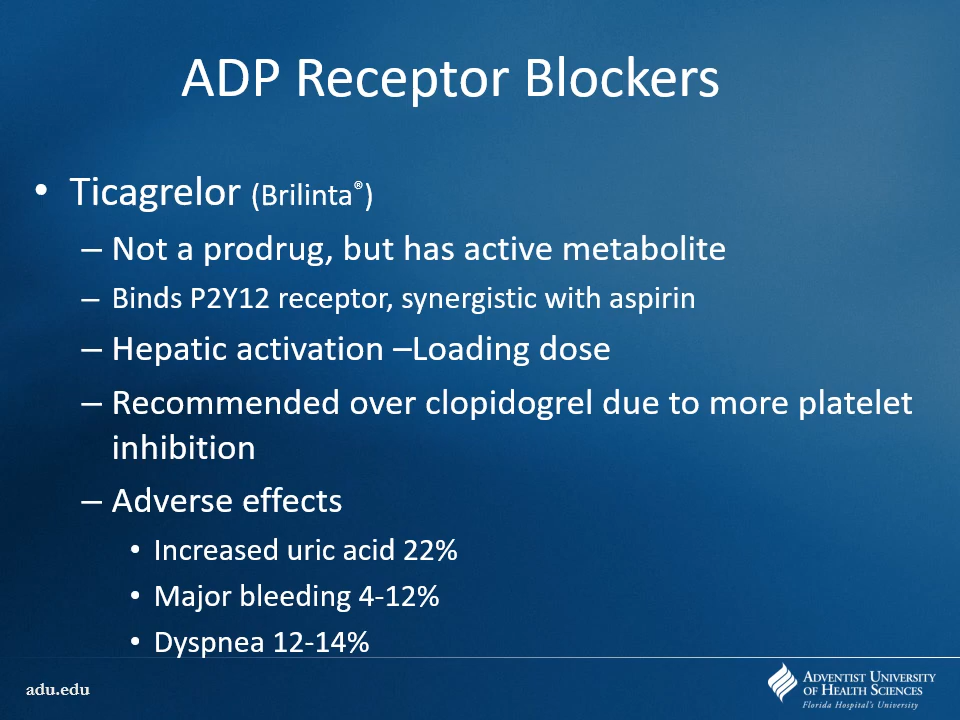 ADP Receptor Blockers
• Ticagrelor (Brilinta®)
– Not a prodrug, but has active metabolite
– Binds P2Y12 receptor, synergistic with aspirin
– Hepatic activation –Loading dose
– Recommended over clopidogrel due to more platelet
inhibition
– Adverse effects
• Increased uric acid 22%
• Major bleeding 4-12%
• Dyspnea 12-14%
adu.edu
Adventist University
of Health Sciences
Florida Hospital's University